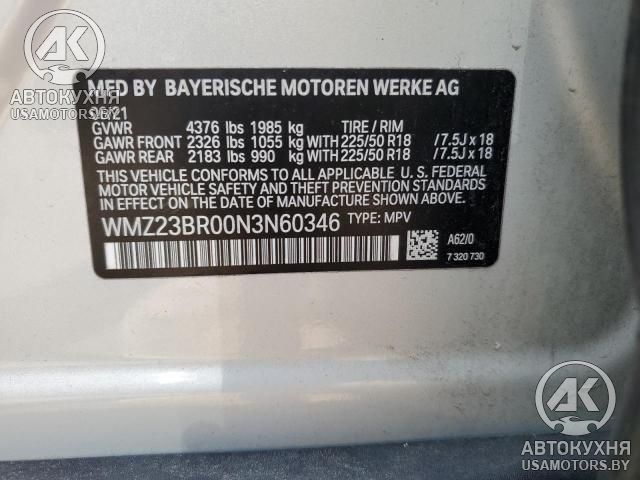 АК
АВТОКУХНЯ
USAMOTORS.BY
MFD BY BAYERISCHE MOTOREN WERKE AG
GVWR 4376 lbs 1985 kg TIRE / RIM
GAWR FRONT 2326 lbs 1055 kg WITH 225/50 R18 / 7.5J x 18
GAWR REAR 2183 lbs 990 kg WITH 225/50 R18 / 7.5J x 18
THIS VEHICLE CONFORMS TO ALL APPLICABLE U. S. FEDERAL
MOTOR VEHICLE SAFETY AND THEFT PREVENTION STANDARDS
IN EFFECT ON THE DATE OF MANUFACTURE SHOWN ABOVE.
WMZ23BR00N3N60346 TYPE: MPV
A62/0
7 320 730
АК
АВТОКУХНЯ
USAMOTORS.BY